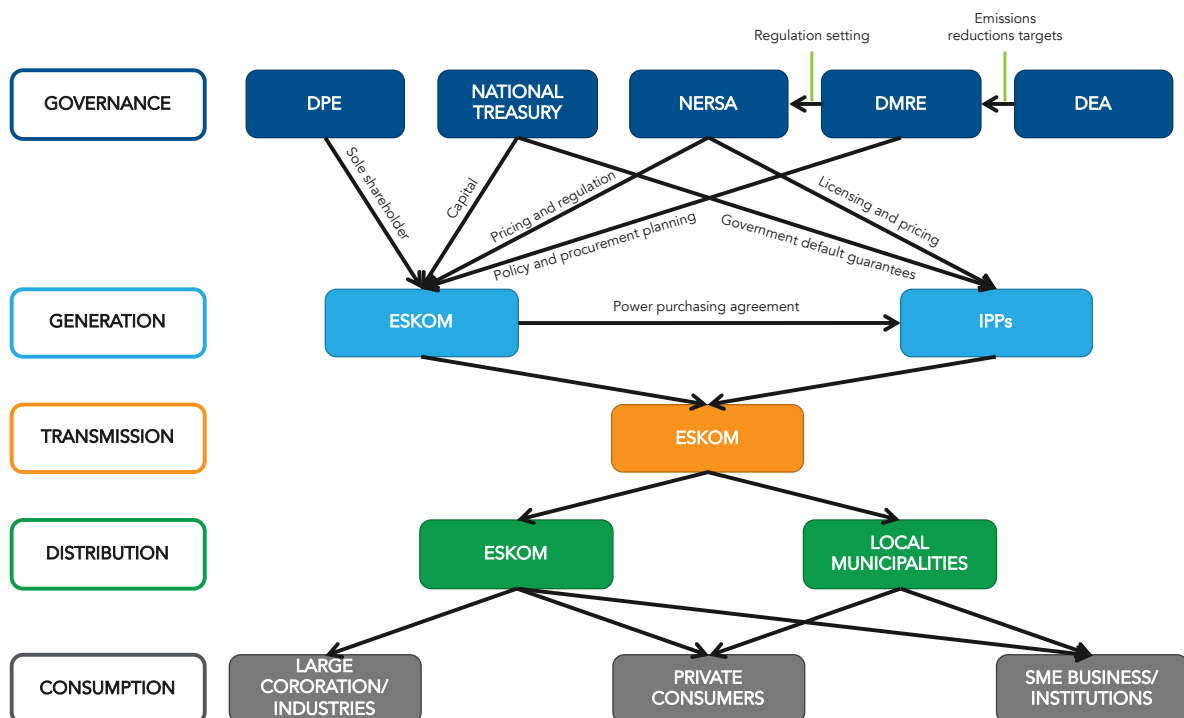 Emissions
reductions targets
Regulation setting
GOVERNANCE
DPE
NATIONAL
TREASURY
NERSA
DMRE
DEA
Sole shareholder
Capital
Pricing and regulation
Policy and procurement planning
Licensing and pricing
Government default guarantees
GENERATION
ESKOM
Power purchasing agreement
IPPs
TRANSMISSION
ESKOM
DISTRIBUTION
ESKOM
LOCAL
MUNICIPALITIES
CONSUMPTION
LARGE
CORORATION/
INDUSTRIES
PRIVATE
CONSUMERS
SME BUSINESS/
INSTITUTIONS